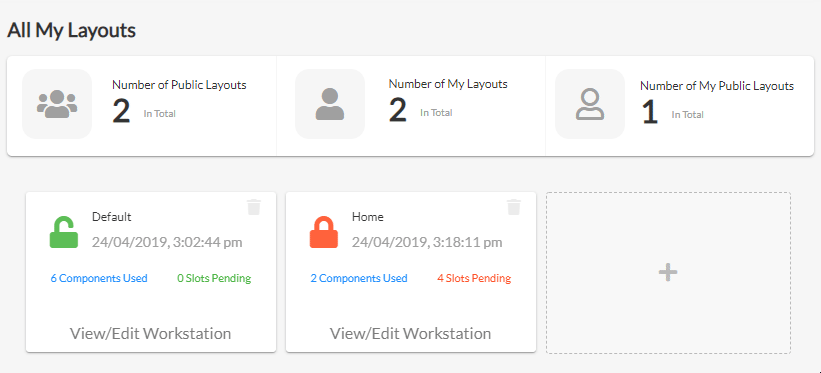 All My Layouts
Number of Public Layouts
2 In Total
Number of My Layouts
2 In Total
Number of My Public Layouts
1 In Total
Default
24/04/2019, 3:02:44 pm
6 Components Used 0 Slots Pending
View/Edit Workstation
Home
24/04/2019, 3:18:11 pm
2 Components Used 4 Slots Pending
View/Edit Workstation